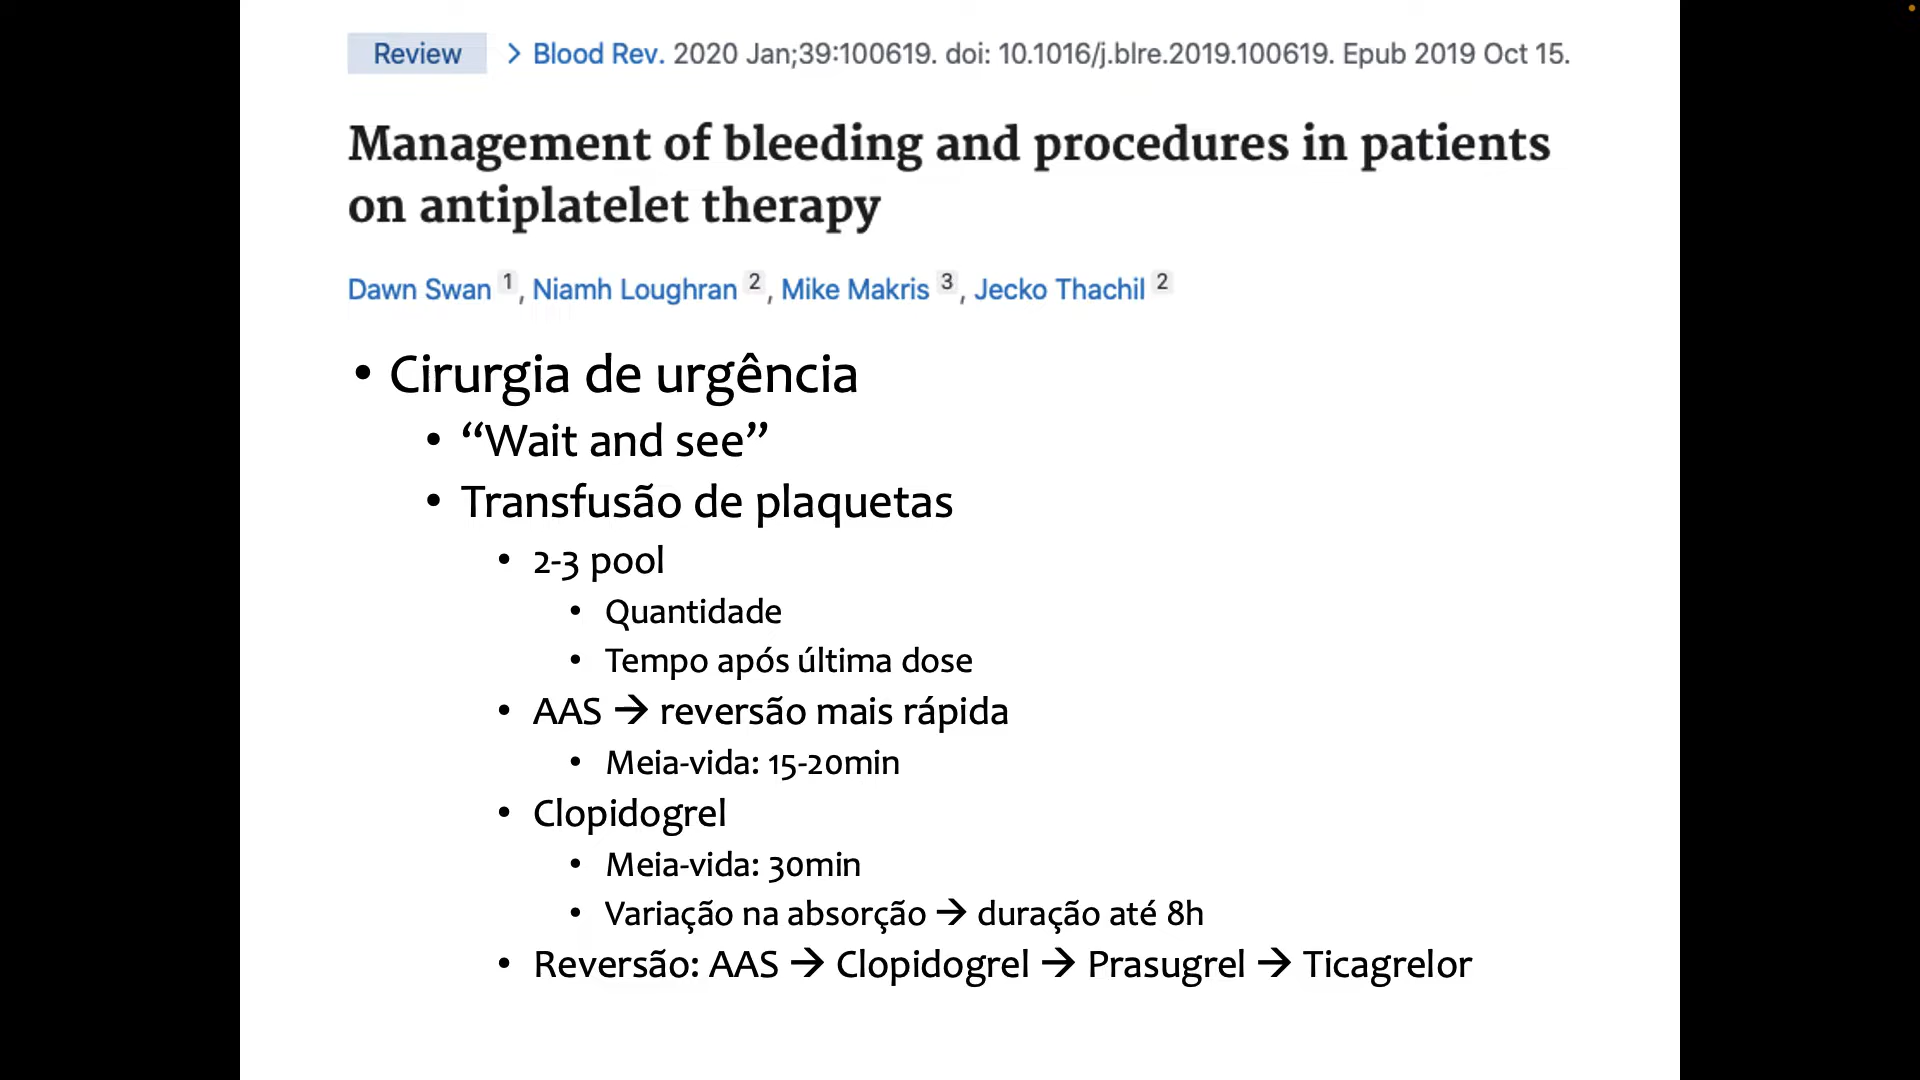 Review > Blood Rev. 2020 Jan;39:100619. doi: 10.1016/j.blre.2019.100619. Epub 2019 Oct 15.
Management of bleeding and procedures in patients
on antiplatelet therapy
Dawn Swan 1, Niamh Loughran 2, Mike Makris 3, Jecko Thachil 2
• Cirurgia de urgência
• “Wait and see”
• Transfusão de plaquetas
• 2-3 pool
• Quantidade
• Tempo após última dose
• AAS → reversão mais rápida
• Meia-vida: 15-20min
• Clopidogrel
• Meia-vida: 30min
• Variação na absorção → duração até 8h
• Reversão: AAS → Clopidogrel → Prasugrel → Ticagrelor